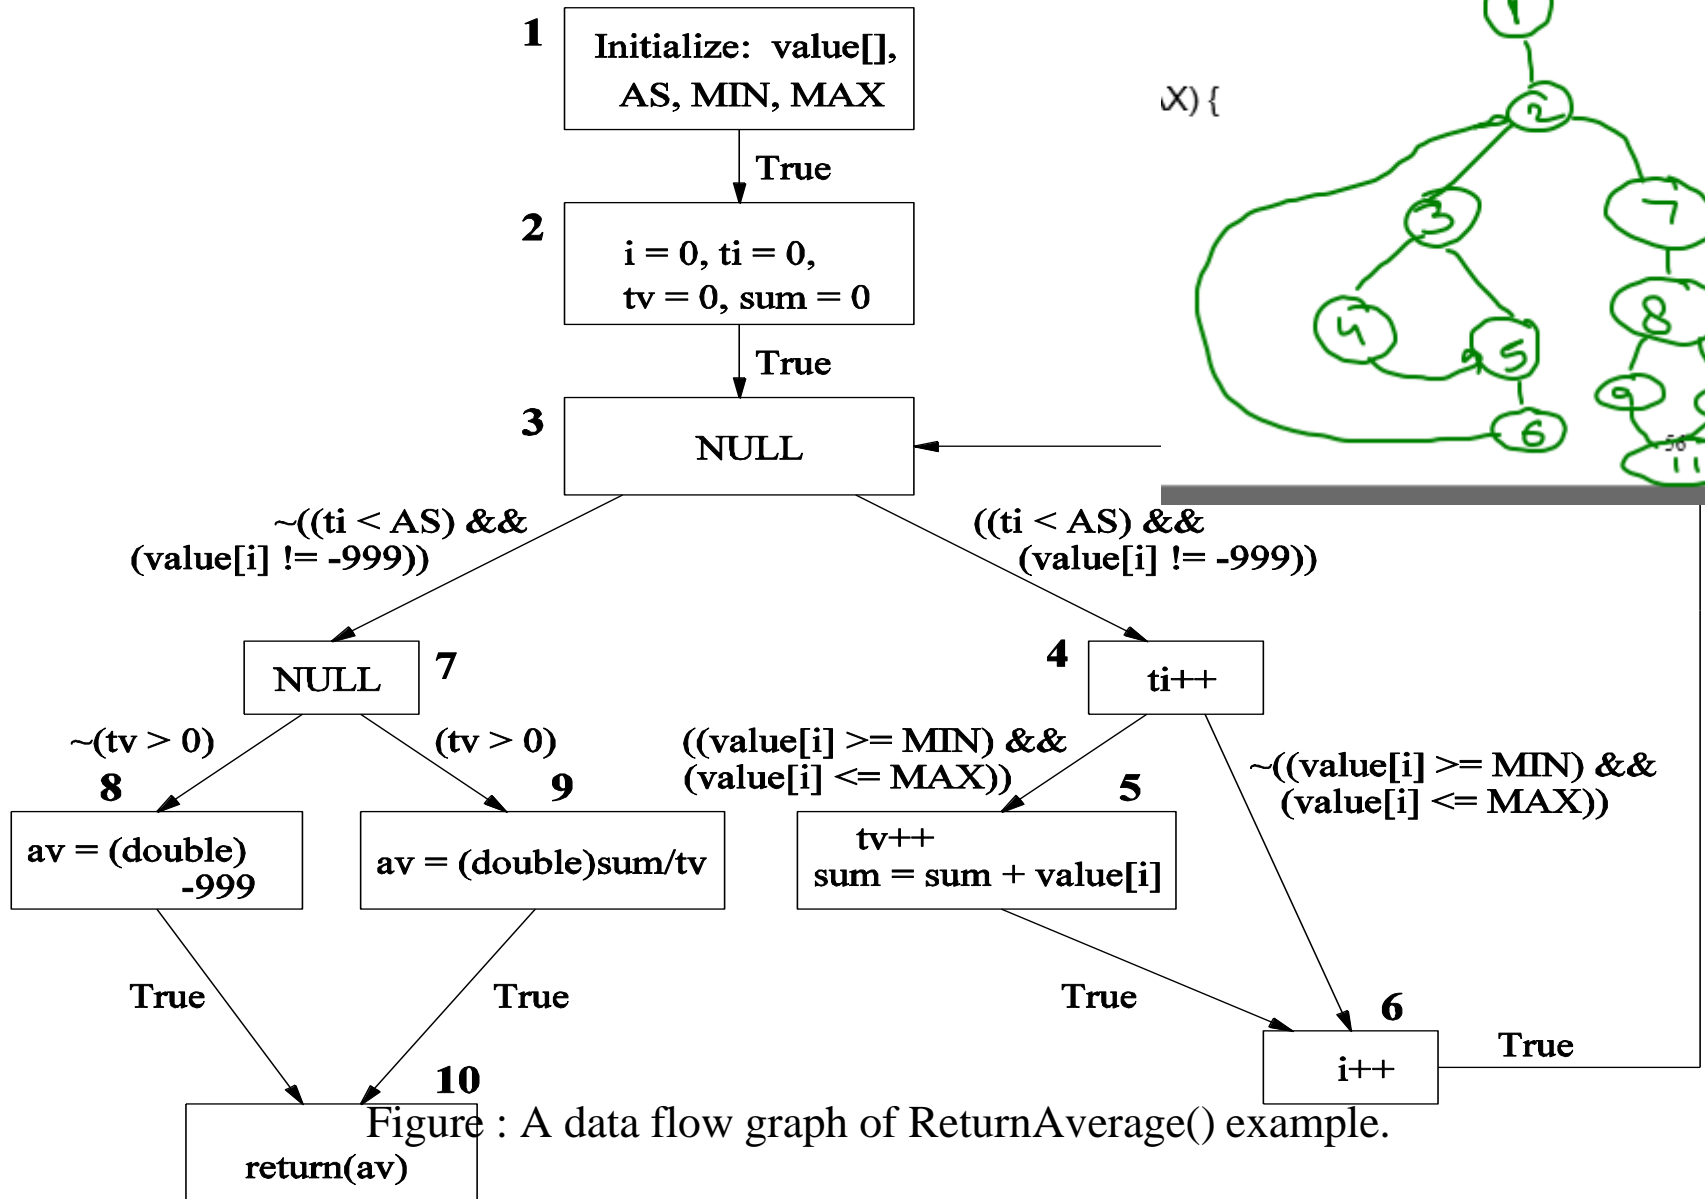 1
Initialize: value[],
AS, MIN, MAX
True
2
i = 0, ti = 0,
tv = 0, sum = 0
True
3
NULL
~((ti < AS) &&
(value[i] != -999))
((ti < AS) &&
(value[i] != -999))
NULL
7
4
ti++
~(tv > 0)
(tv > 0)
((value[i] >= MIN) &&
(value[i] <= MAX))
~((value[i] >= MIN) &&
(value[i] <= MAX))
8
9
5
av = (double)
-999
av = (double)sum/tv
tv++
sum = sum + value[i]
True
True
True
6
i++
True
10
Figure : A data flow graph of ReturnAverage() example.
return(av)
X) {
1
2
3
7
4
5
8
9
6
56
11